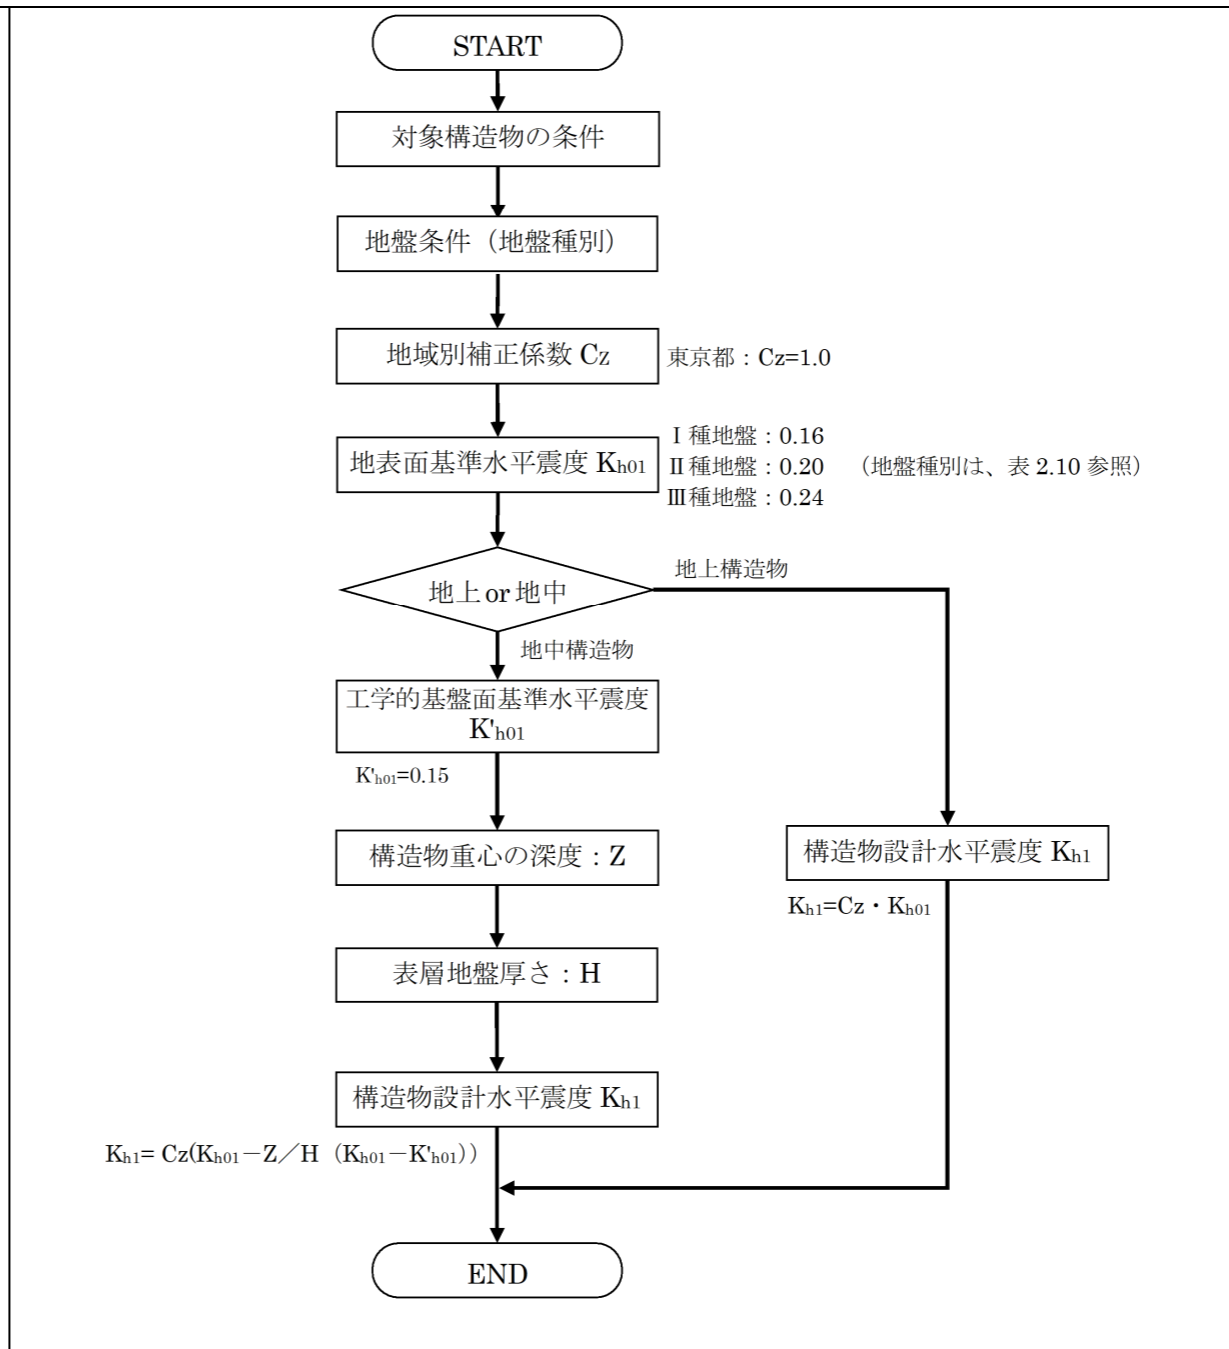 START
対象構造物の条件
地盤条件（地盤種別）
地域別補正係数 Cz
東京都：Cz=1.0
地表面基準水平震度 Kh01
Ⅰ種地盤：0.16
Ⅱ種地盤：0.20 （地盤種別は、表 2.10 参照）
Ⅲ種地盤：0.24
地上 or 地中
地上構造物
地中構造物
工学的基盤面基準水平震度
K'h01
K'h01=0.15
構造物重心の深度：Z
構造物設計水平震度 Kh1
Kh1=Cz・Kh01
表層地盤厚さ：H
構造物設計水平震度 Kh1
Kh1= Cz(Kh01－Z／H（Kh01－K'h01））
END